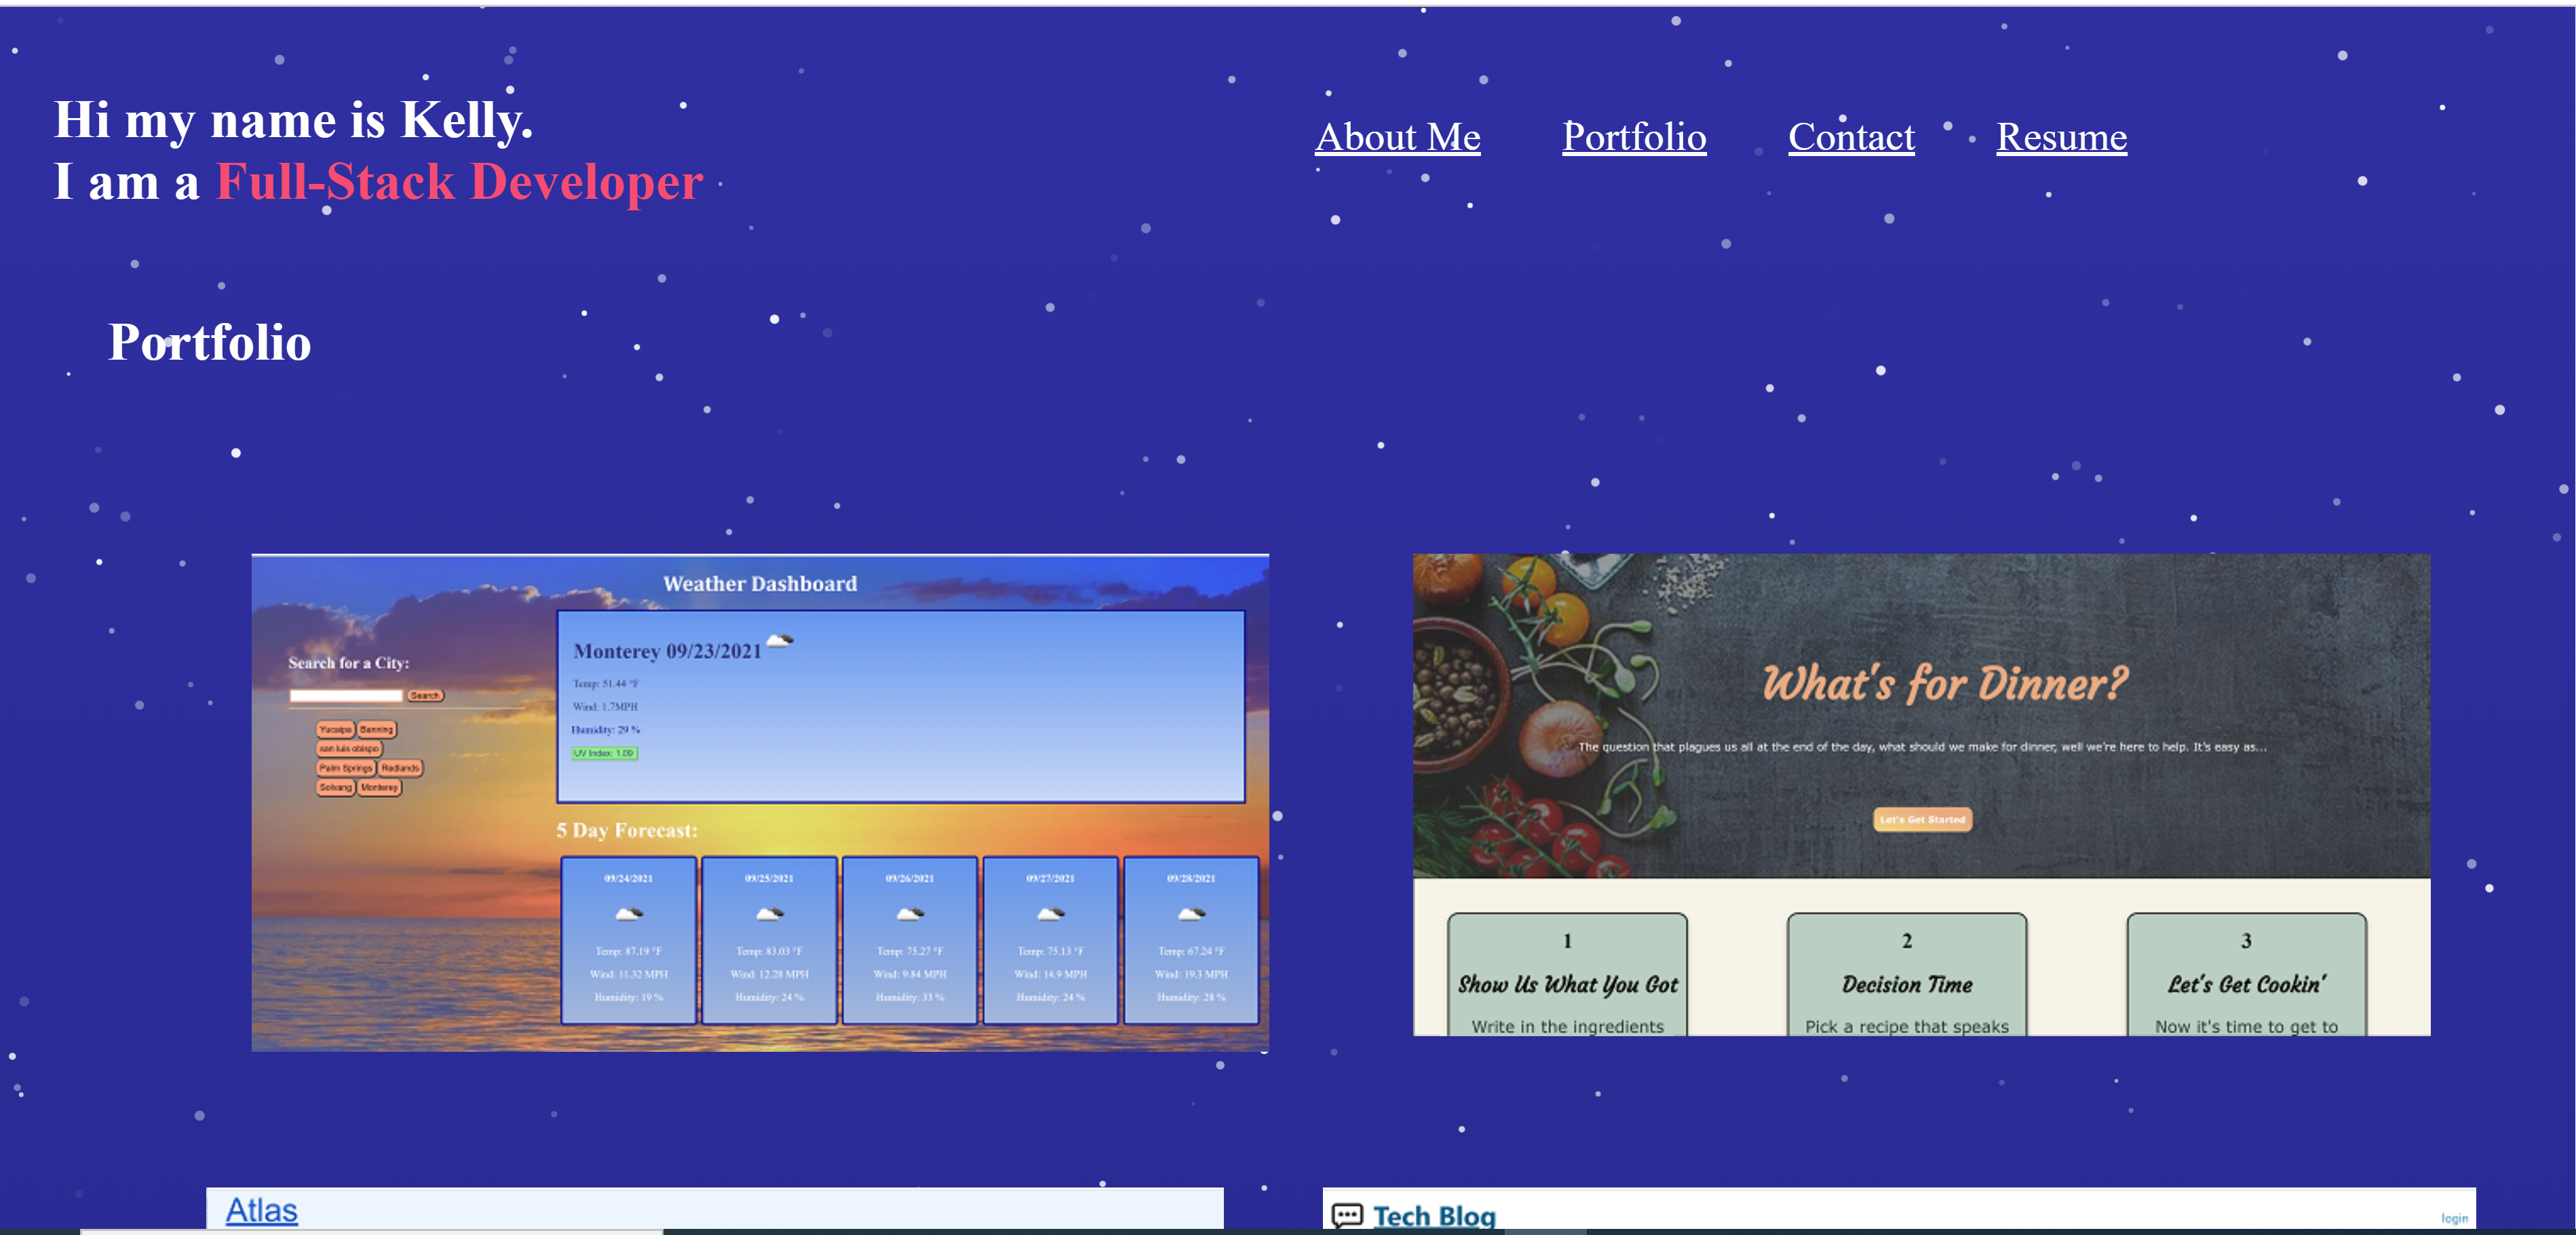 Hi my name is Kelly.
I am a Full-Stack Developer
About Me Portfolio Contact Resume
Portfolio
Weather Dashboard
Search for a City:
Search
Yucaipa Banning
san luis obispo
Palm Springs Redlands
Solvang Monterey
Monterey 09/23/2021
Temp: 51.44 °F
Wind: 1.7MPH
Humidity: 29 %
UV Index: 1.09
5 Day Forecast:
09/24/2021 09/25/2021 09/26/2021 09/27/2021 09/28/2021
Temp: 87.19 °F Temp: 83.03 °F Temp: 75.27 °F Temp: 75.13 °F Temp: 67.24 °F
Wind: 11.32 MPH Wind: 12.28 MPH Wind: 9.84 MPH Wind: 14.9 MPH Wind: 19.3 MPH
Humidity: 19 % Humidity: 24 % Humidity: 33 % Humidity: 24 % Humidity: 28 %
What's for Dinner?
The question that plagues us all at the end of the day, what should we make for dinner, well we're here to help. It's easy as...
Let's Get Started
1 2 3
Show Us What You Got Decision Time Let's Get Cookin'
Write in the ingredients Pick a recipe that speaks Now it's time to get to
Atlas
Tech Blog
login